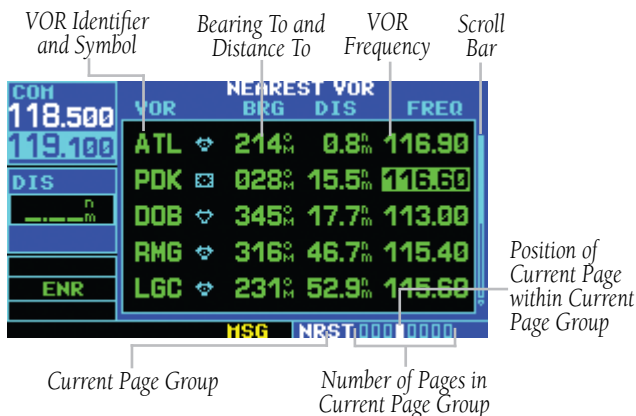 VOR Identifier
and Symbol
Bearing To and
Distance To
VOR
Frequency
Scroll
Bar
COM
118.500
119.100
DIS
__.__ nm
ENR
NEAREST VOR
VOR BRG DIS FREQ
ATL 214°M 0.8nm 116.90
PDK 028°M 15.5nm 116.60
DOB 345°M 17.7nm 113.00
RMG 316°M 46.7nm 115.40
LGC 231°M 52.9nm 115.60
MSG NRST
Position of
Current Page
within Current
Page Group
Current Page Group
Number of Pages in
Current Page Group